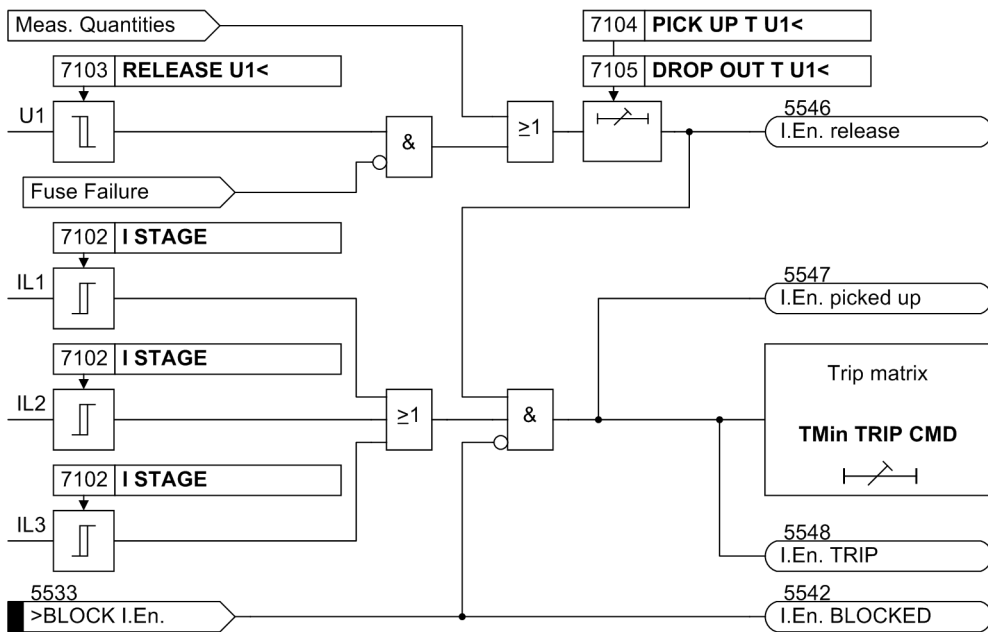 Meas. Quantities
7104 PICK UP T U1<
7103 RELEASE U1<
7105 DROP OUT T U1<
U1
&
≥1
5546
I.En. release
Fuse Failure
7102 I STAGE
IL1
5547
I.En. picked up
7102 I STAGE
IL2
≥1
&
Trip matrix
TMin TRIP CMD
7102 I STAGE
IL3
5548
I.En. TRIP
5533
>BLOCK I.En.
5542
I.En. BLOCKED